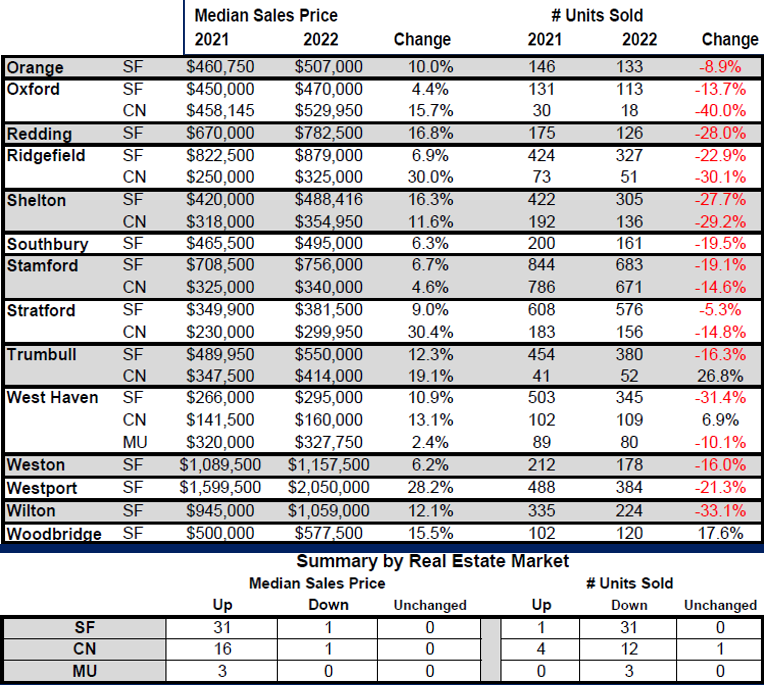 Median Sales Price # Units Sold
2021 2022 Change 2021 2022 Change
Orange SF $460,750 $507,000 10.0% 146 133 -8.9%
Oxford SF $450,000 $470,000 4.4% 131 113 -13.7%
CN $458,145 $529,950 15.7% 30 18 -40.0%
Redding SF $670,000 $782,500 16.8% 175 126 -28.0%
Ridgefield SF $822,500 $879,000 6.9% 424 327 -22.9%
CN $250,000 $325,000 30.0% 73 51 -30.1%
Shelton SF $420,000 $488,416 16.3% 422 305 -27.7%
CN $318,000 $354,950 11.6% 192 136 -29.2%
Southbury SF $465,500 $495,000 6.3% 200 161 -19.5%
Stamford SF $708,500 $756,000 6.7% 844 683 -19.1%
CN $325,000 $340,000 4.6% 786 671 -14.6%
Stratford SF $349,900 $381,500 9.0% 608 576 -5.3%
CN $230,000 $299,950 30.4% 183 156 -14.8%
Trumbull SF $489,950 $550,000 12.3% 454 380 -16.3%
CN $347,500 $414,000 19.1% 41 52 26.8%
West Haven SF $266,000 $295,000 10.9% 503 345 -31.4%
CN $141,500 $160,000 13.1% 102 109 6.9%
MU $320,000 $327,750 2.4% 89 80 -10.1%
Weston SF $1,089,500 $1,157,500 6.2% 212 178 -16.0%
Westport SF $1,599,500 $2,050,000 28.2% 488 384 -21.3%
Wilton SF $945,000 $1,059,000 12.1% 335 224 -33.1%
Woodbridge SF $500,000 $577,500 15.5% 102 120 17.6%
Summary by Real Estate Market
Median Sales Price # Units Sold
Up Down Unchanged Up Down Unchanged
SF 31 1 0 1 31 0
CN 16 1 0 4 12 1
MU 3 0 0 0 3 0